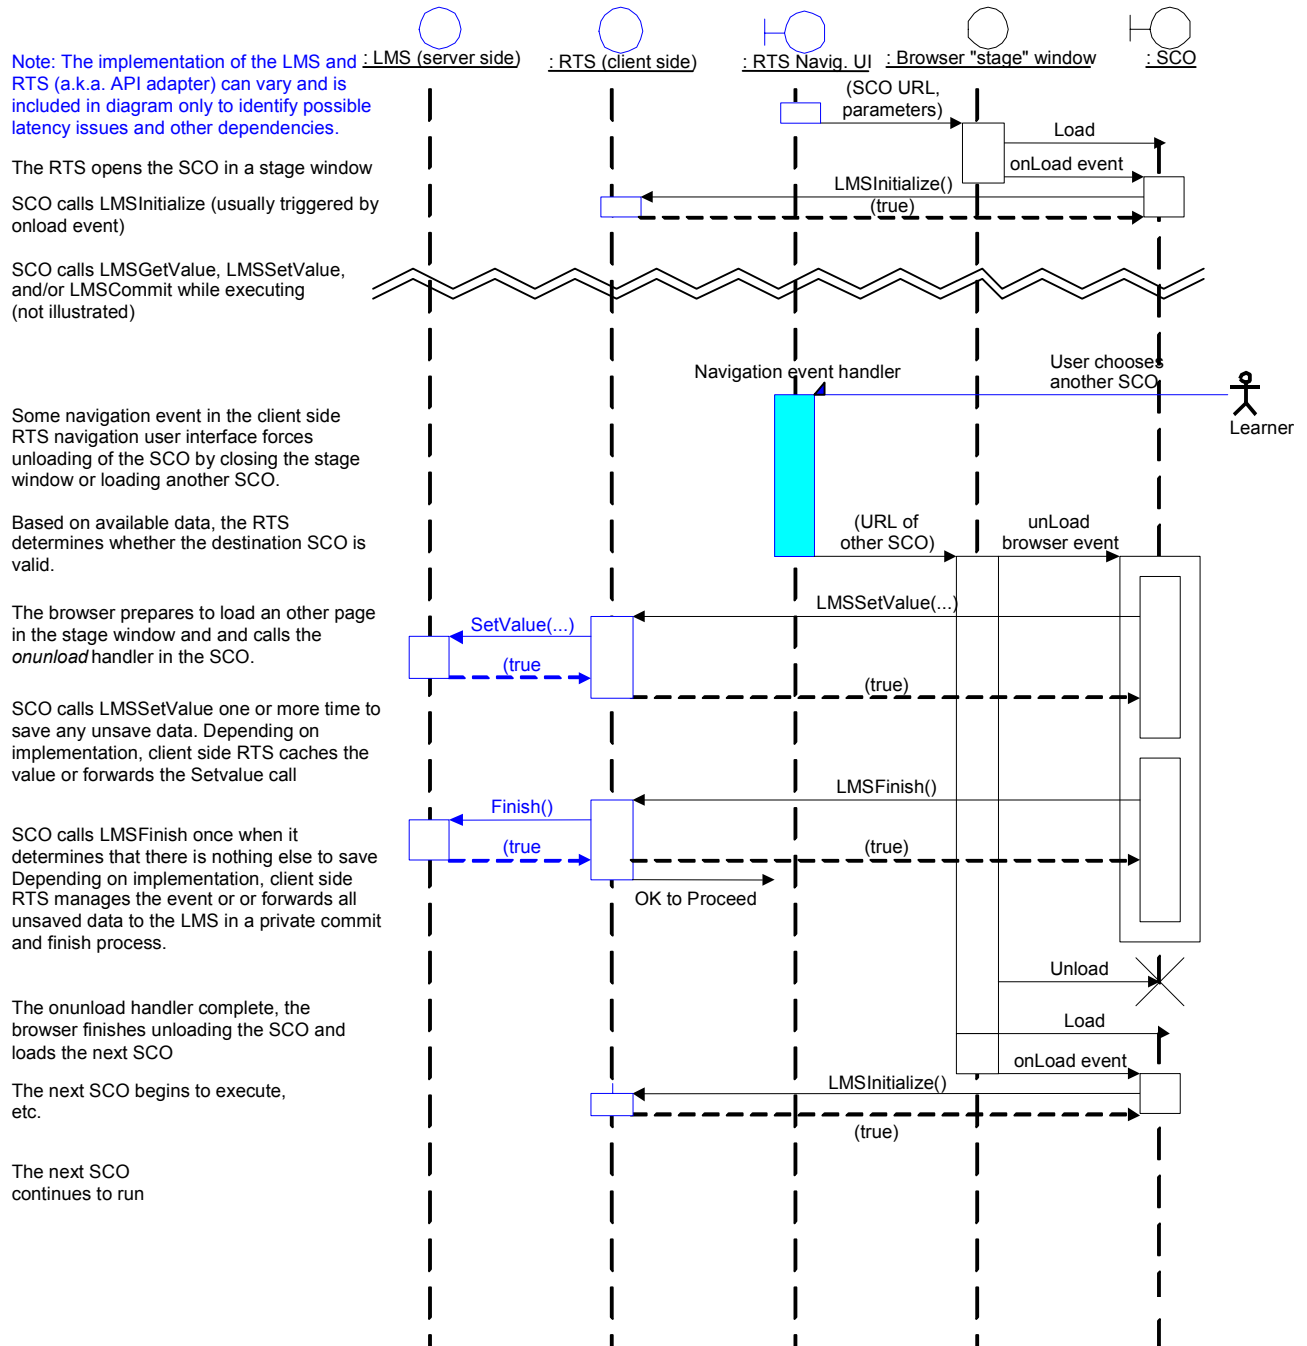 : LMS (server side)
: RTS (client side)
: RTS Navig. UI
: Browser "stage" window
: SCO
Note: The implementation of the LMS and
RTS (a.k.a. API adapter) can vary and is
included in diagram only to identify possible
latency issues and other dependencies.
(SCO URL,
parameters)
Load
The RTS opens the SCO in a stage window
onLoad event
SCO calls LMSInitialize (usually triggered by
onload event)
LMSInitialize()
(true)
SCO calls LMSGetValue, LMSSetValue,
and/or LMSCommit while executing
(not illustrated)
User chooses
another SCO
Navigation event handler
Learner
Some navigation event in the client side
RTS navigation user interface forces
unloading of the SCO by closing the stage
window or loading another SCO.
Based on available data, the RTS
determines whether the destination SCO is
valid.
(URL of
other SCO)
unLoad
browser event
The browser prepares to load an other page
in the stage window and and calls the
onunload handler in the SCO.
LMSSetValue(...)
SetValue(...)
(true
(true)
SCO calls LMSSetValue one or more time to
save any unsave data. Depending on
implementation, client side RTS caches the
value or forwards the Setvalue call
LMSFinish()
Finish()
(true
(true)
OK to Proceed
SCO calls LMSFinish once when it
determines that there is nothing else to save
Depending on implementation, client side
RTS manages the event or or forwards all
unsaved data to the LMS in a private commit
and finish process.
Unload
The onunload handler complete, the
browser finishes unloading the SCO and
loads the next SCO
Load
onLoad event
The next SCO begins to execute,
etc.
LMSInitialize()
(true)
The next SCO
continues to run